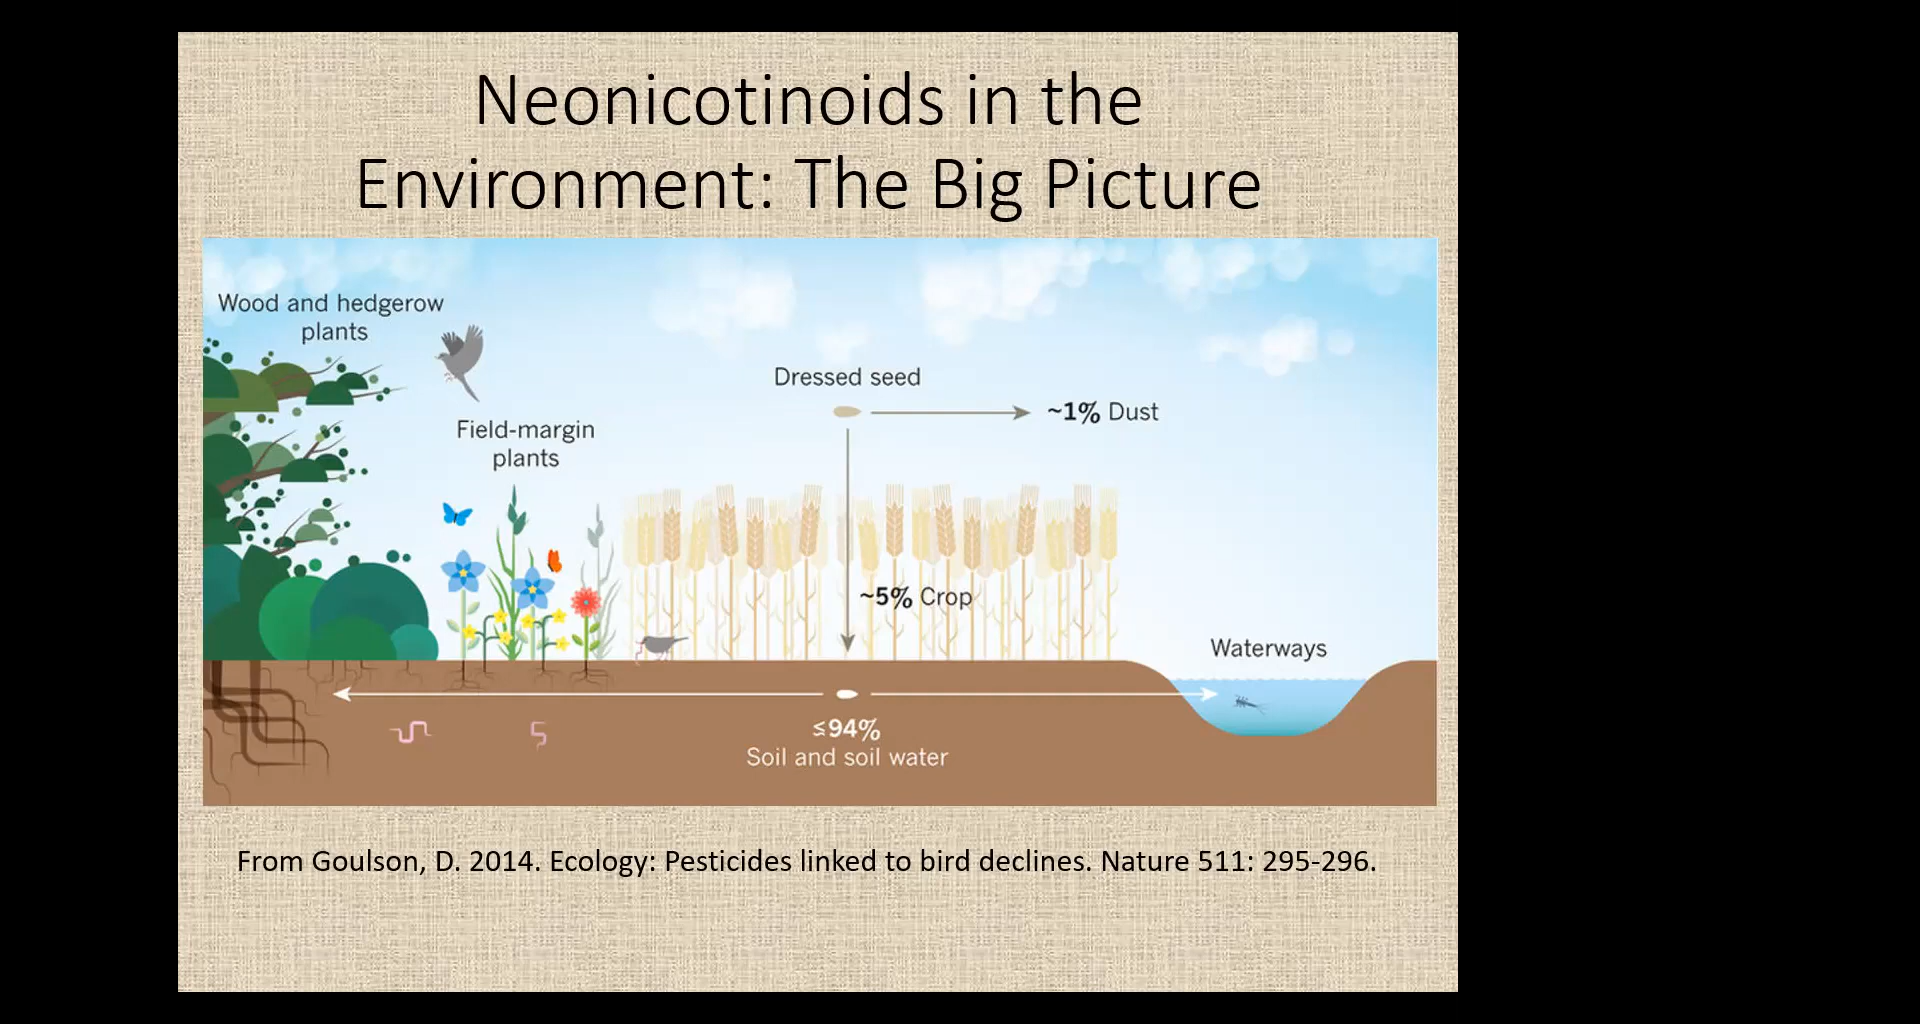 Neonicotinoids in the
Environment: The Big Picture
Wood and hedgerow
plants
Field-margin
plants
Dressed seed
~1% Dust
~5% Crop
Waterways
≤94%
Soil and soil water
From Goulson, D. 2014. Ecology: Pesticides linked to bird declines. Nature 511: 295-296.